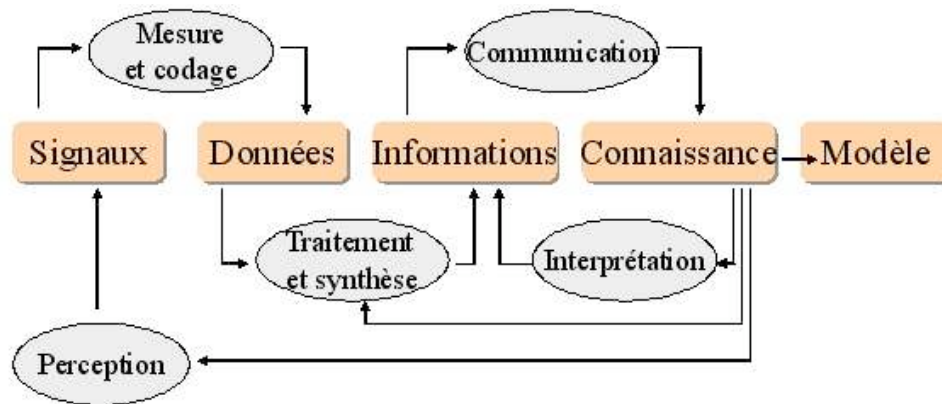 Mesure
et codage
Communication
Signaux
Données
Informations
Connaissance
Modèle
Traitement
et synthèse
Interprétation
Perception